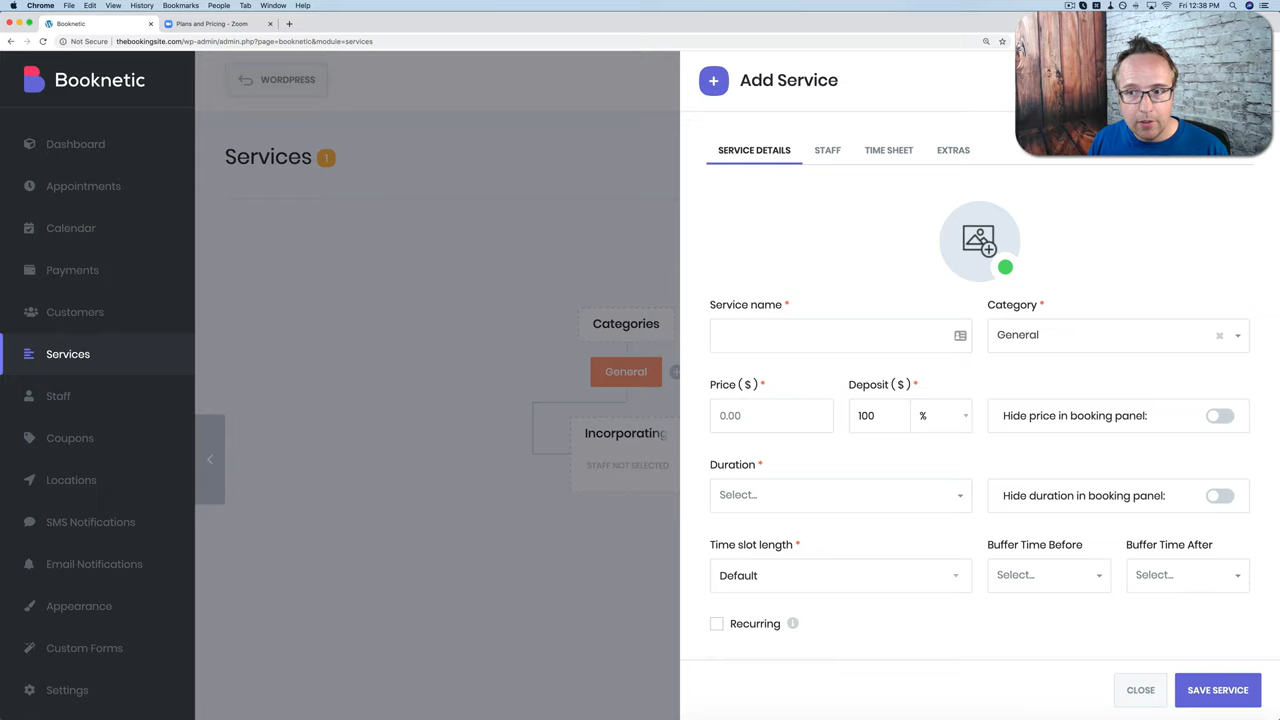 Chrome File Edit View History Bookmarks People Tab Window Help
Fri 12:38 PM
Booknetic
Plans and Pricing - Zoom
Not Secure thebookingsite.com/wp-admin/admin.php?page=booknetic&module=services
Booknetic
WORDPRESS
Add Service
Dashboard
Appointments
Calendar
Payments
Customers
Services
Staff
Coupons
Locations
SMS Notifications
Email Notifications
Appearance
Custom Forms
Settings
Services 1
Categories
General
Incorporating
STAFF NOT SELECTED
SERVICE DETAILS STAFF TIME SHEET EXTRAS
Service name * Category *
General
Price ( $ ) * Deposit ( $ ) *
0.00 100 % Hide price in booking panel:
Duration *
Select... Hide duration in booking panel:
Time slot length * Buffer Time Before Buffer Time After
Default Select... Select...
Recurring
CLOSE SAVE SERVICE